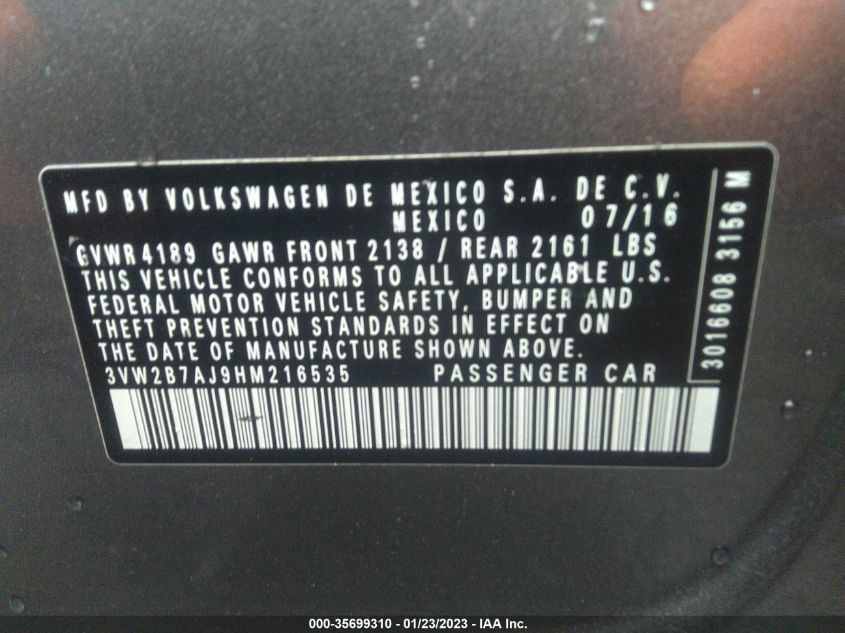 MFD BY VOLKSWAGEN DE MEXICO S.A. DE C.V.
MEXICO 07/16
GVWR 4189 GAWR FRONT 2138 / REAR 2161 LBS
THIS VEHICLE CONFORMS TO ALL APPLICABLE U.S.
FEDERAL MOTOR VEHICLE SAFETY, BUMPER AND
THEFT PREVENTION STANDARDS IN EFFECT ON
THE DATE OF MANUFACTURE SHOWN ABOVE.
3VW2B7AJ9HM216535 PASSENGER CAR
3016608 3156 M
000-35699310 - 01/23/2023 - IAA Inc.